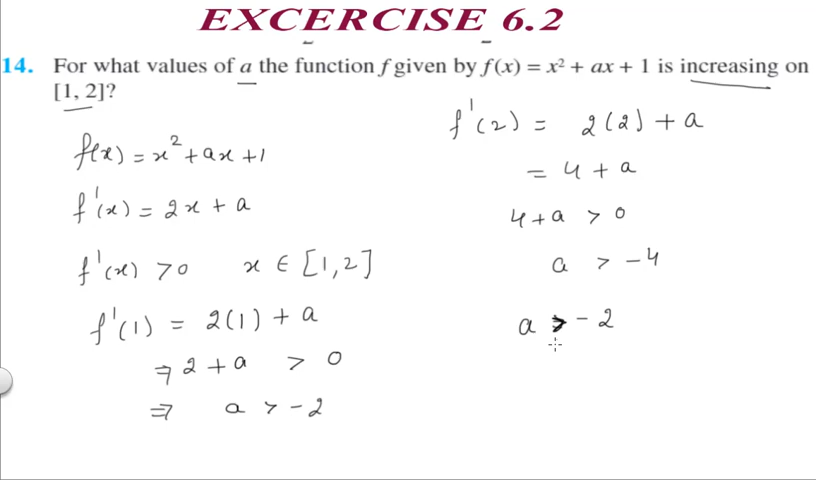 EXCERCISE 6.2
14. For what values of a the function f given by f(x) = x² + ax + 1 is increasing on
[1, 2]?
f(x) = x² + ax + 1
f'(x) = 2x + a
f'(x) > 0 x ∈ [1, 2]
f'(1) = 2(1) + a
⇒ 2 + a > 0
⇒ a > -2
f'(2) = 2(2) + a
= 4 + a
4 + a > 0
a > -4
a > -2